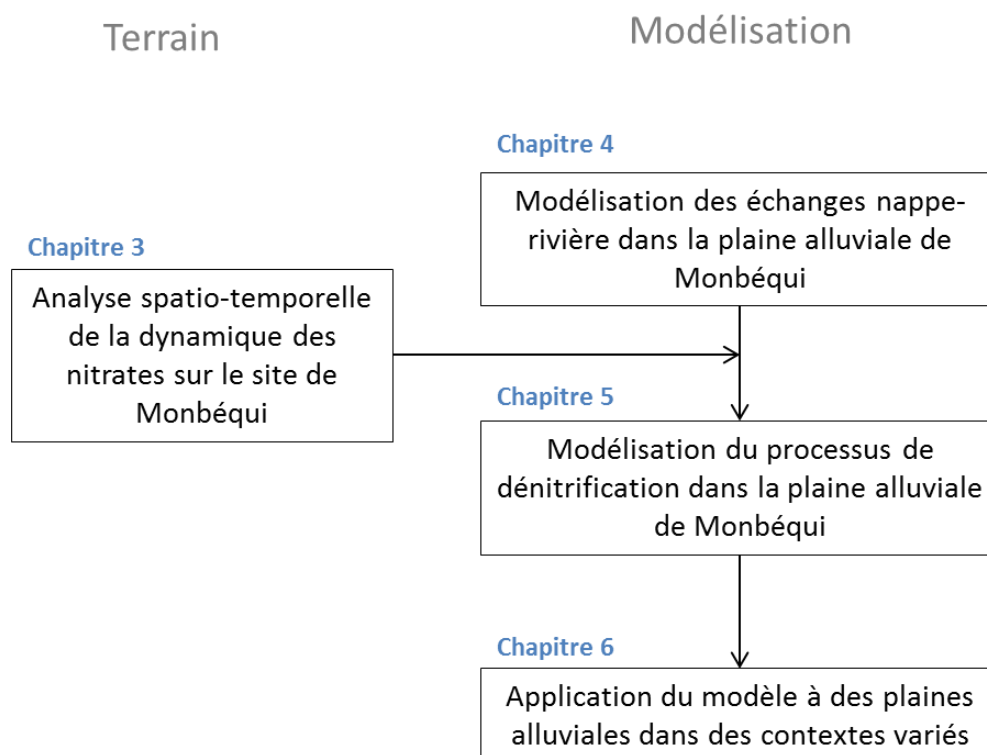 Terrain
Modélisation
Chapitre 3
Analyse spatio-temporelle
de la dynamique des
nitrates sur le site de
Monbéqui
Chapitre 4
Modélisation des échanges nappe-
rivière dans la plaine alluviale de
Monbéqui
Chapitre 5
Modélisation du processus de
dénitrification dans la plaine alluviale
de Monbéqui
Chapitre 6
Application du modèle à des plaines
alluviales dans des contextes variés